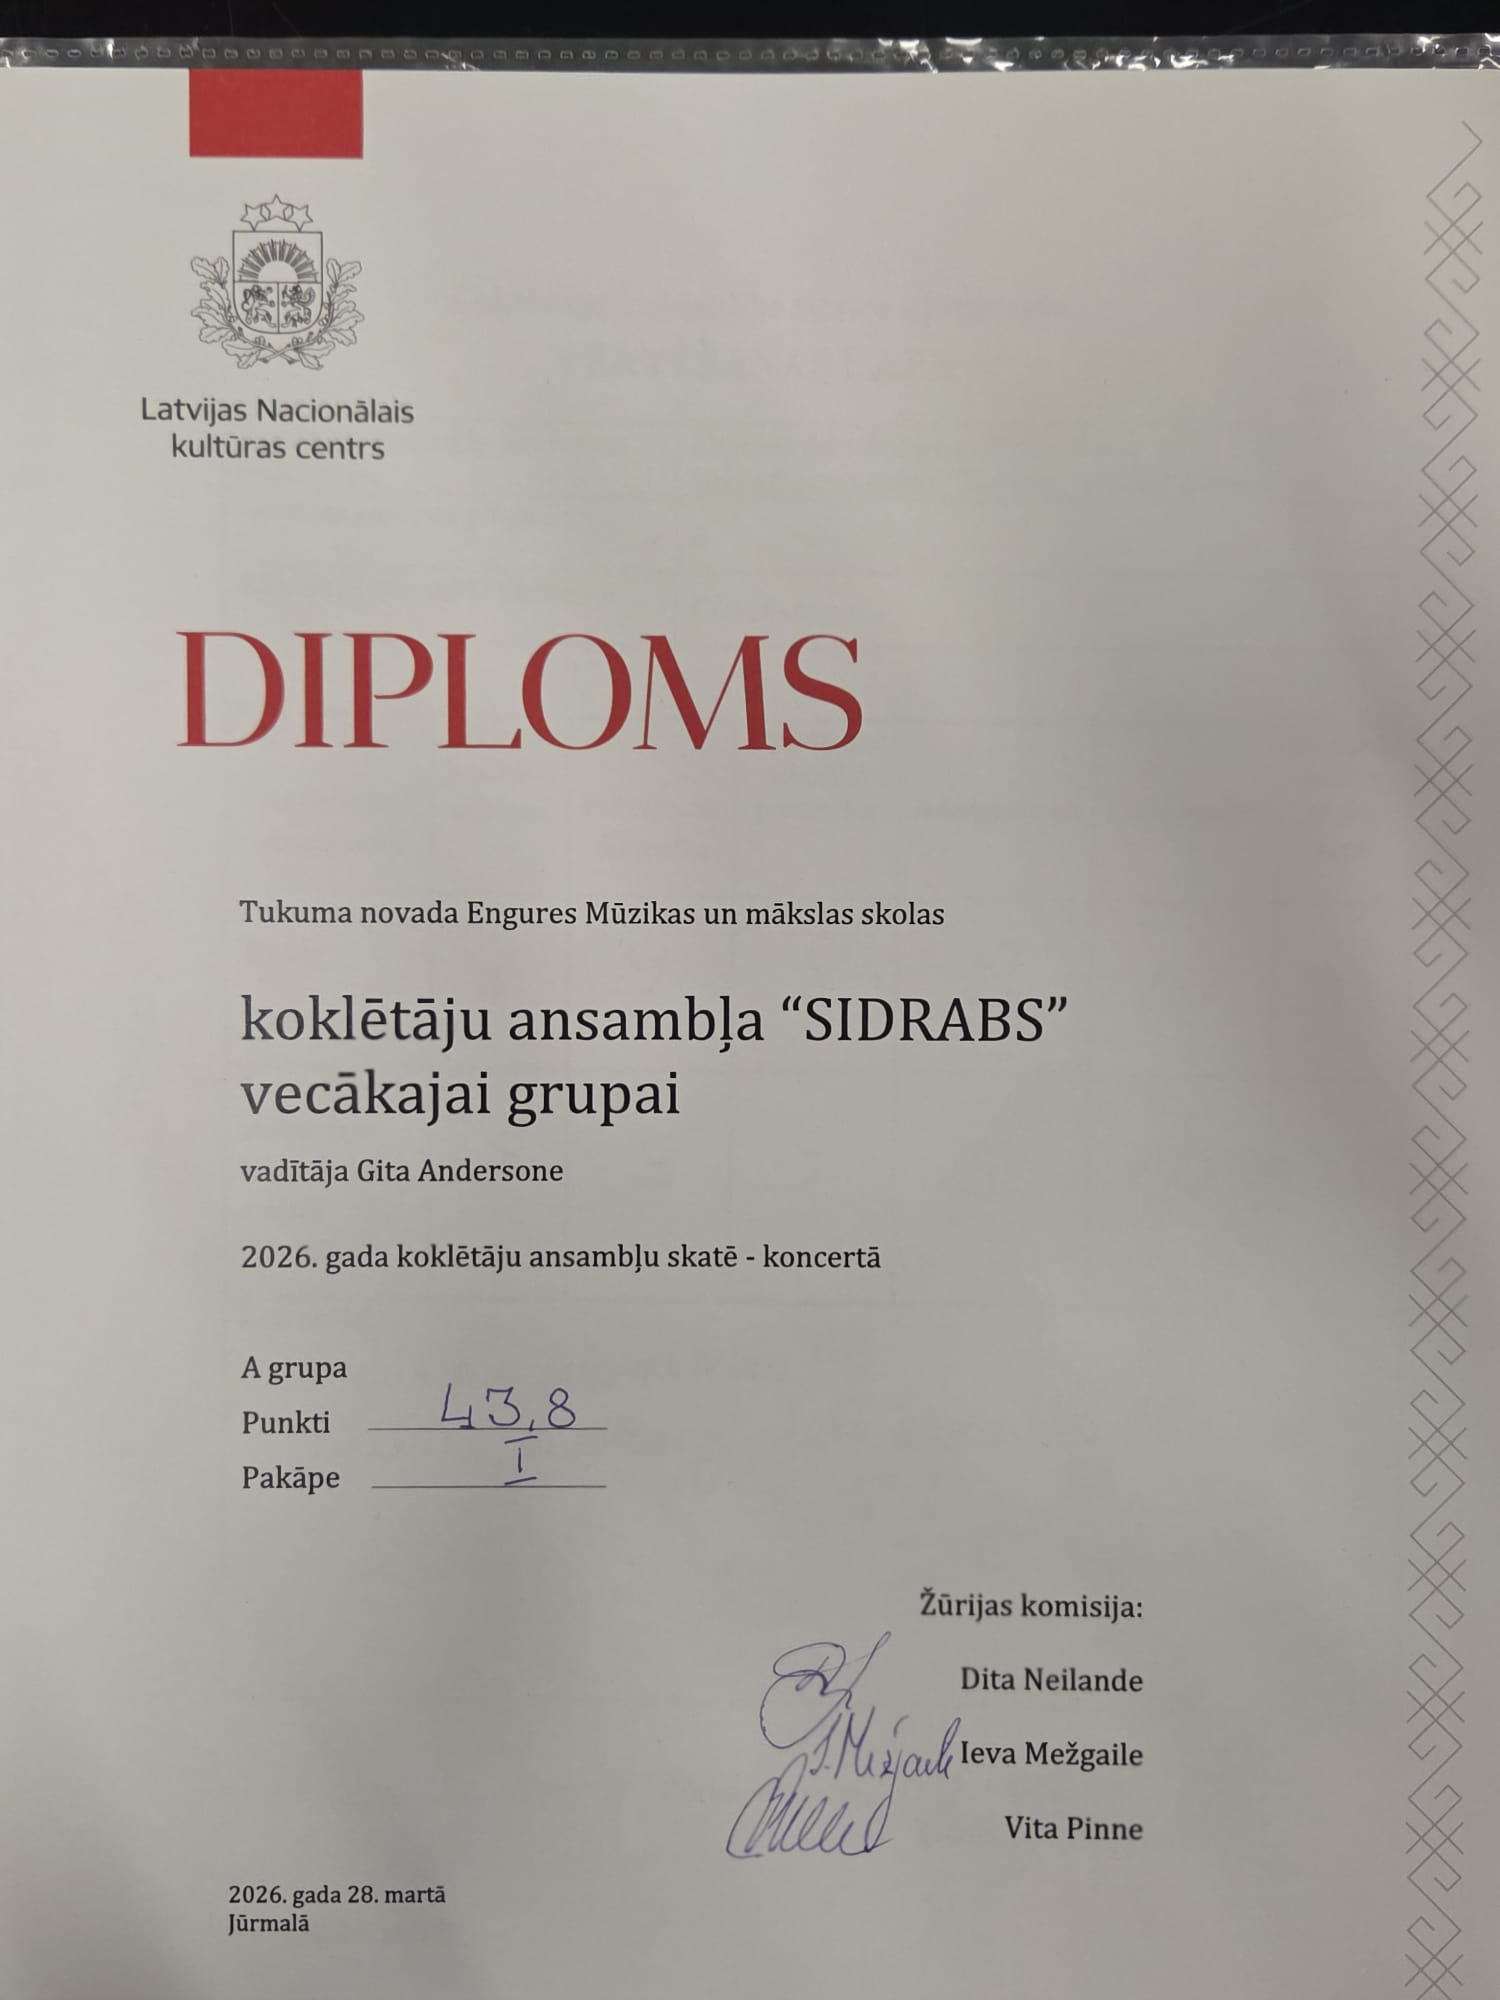 Latvijas Nacionālais
kultūras centrs
DIPLOMS
Tukuma novada Engures Mūzikas un mākslas skolas
koklētāju ansambļa “SIDRABS”
vecākajai grupai
vadītāja Gita Andersone
2026. gada koklētāju ansambļu skatē - koncertā
A grupa
Punkti 43,8
Pakāpe I
Žūrijas komisija:
Dita Neilande
I. Mežgaile Ieva Mežgaile
Vita Pinne
2026. gada 28. martā
Jūrmalā